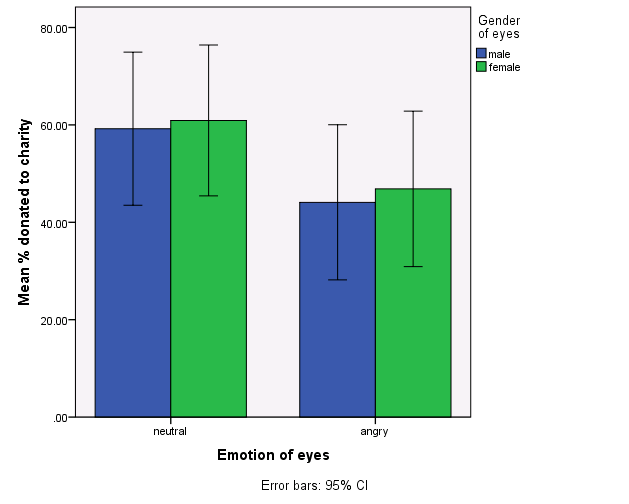 Gender
of eyes
male
female
80.00
60.00
40.00
20.00
.00
Mean % donated to charity
neutral
angry
Emotion of eyes
Error bars: 95% CI